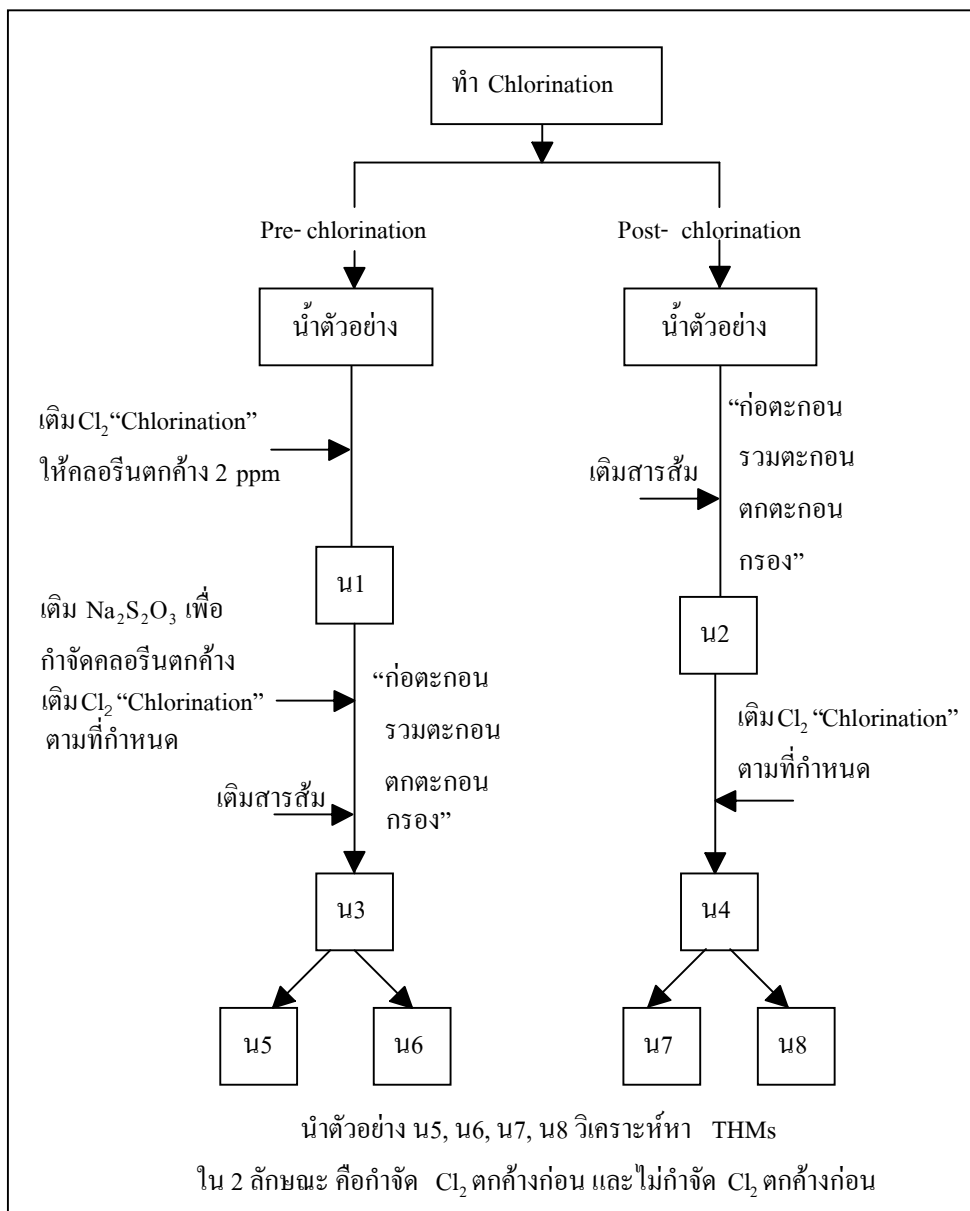 ทำ Chlorination
Pre- chlorination
Post- chlorination
น้ำตัวอย่าง
น้ำตัวอย่าง
เติมCl₂“Chlorination”
ให้คลอรีนตกค้าง 2 ppm
“ก่อตะกอน
รวมตะกอน
ตกตะกอน
กรอง”
เติมสารส้ม
น1
น2
เติม Na₂S₂O₃ เพื่อ
กำจัดคลอรีนตกค้าง
เติมCl₂ “Chlorination”
ตามที่กำหนด
“ก่อตะกอน
รวมตะกอน
ตกตะกอน
กรอง”
เติมสารส้ม
เติมCl₂ “Chlorination”
ตามที่กำหนด
น3
น4
น5
น6
น7
น8
นำตัวอย่าง น5, น6, น7, น8 วิเคราะห์หา THMs
ใน 2 ลักษณะ คือกำจัด Cl₂ ตกค้างก่อน และไม่กำจัด Cl₂ ตกค้างก่อน